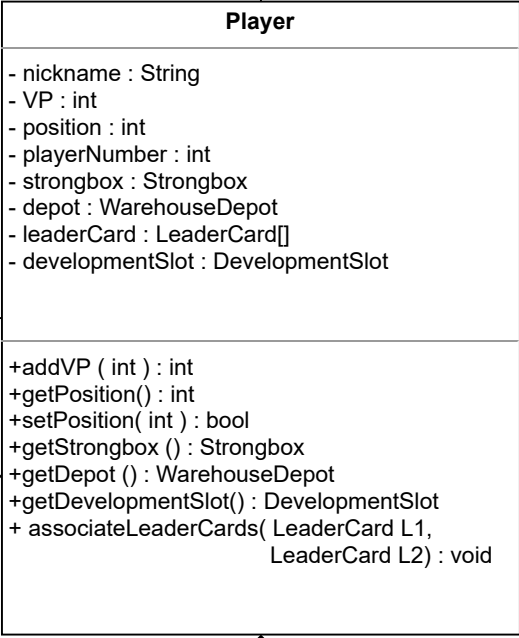 Player
- nickname : String
- VP : int
- position : int
- playerNumber : int
- strongbox : Strongbox
- depot : WarehouseDepot
- leaderCard : LeaderCard[]
- developmentSlot : DevelopmentSlot
+addVP ( int ) : int
+getPosition() : int
+setPosition( int ) : bool
+getStrongbox () : Strongbox
+getDepot () : WarehouseDepot
+getDevelopmentSlot() : DevelopmentSlot
+ associateLeaderCards( LeaderCard L1,
LeaderCard L2) : void